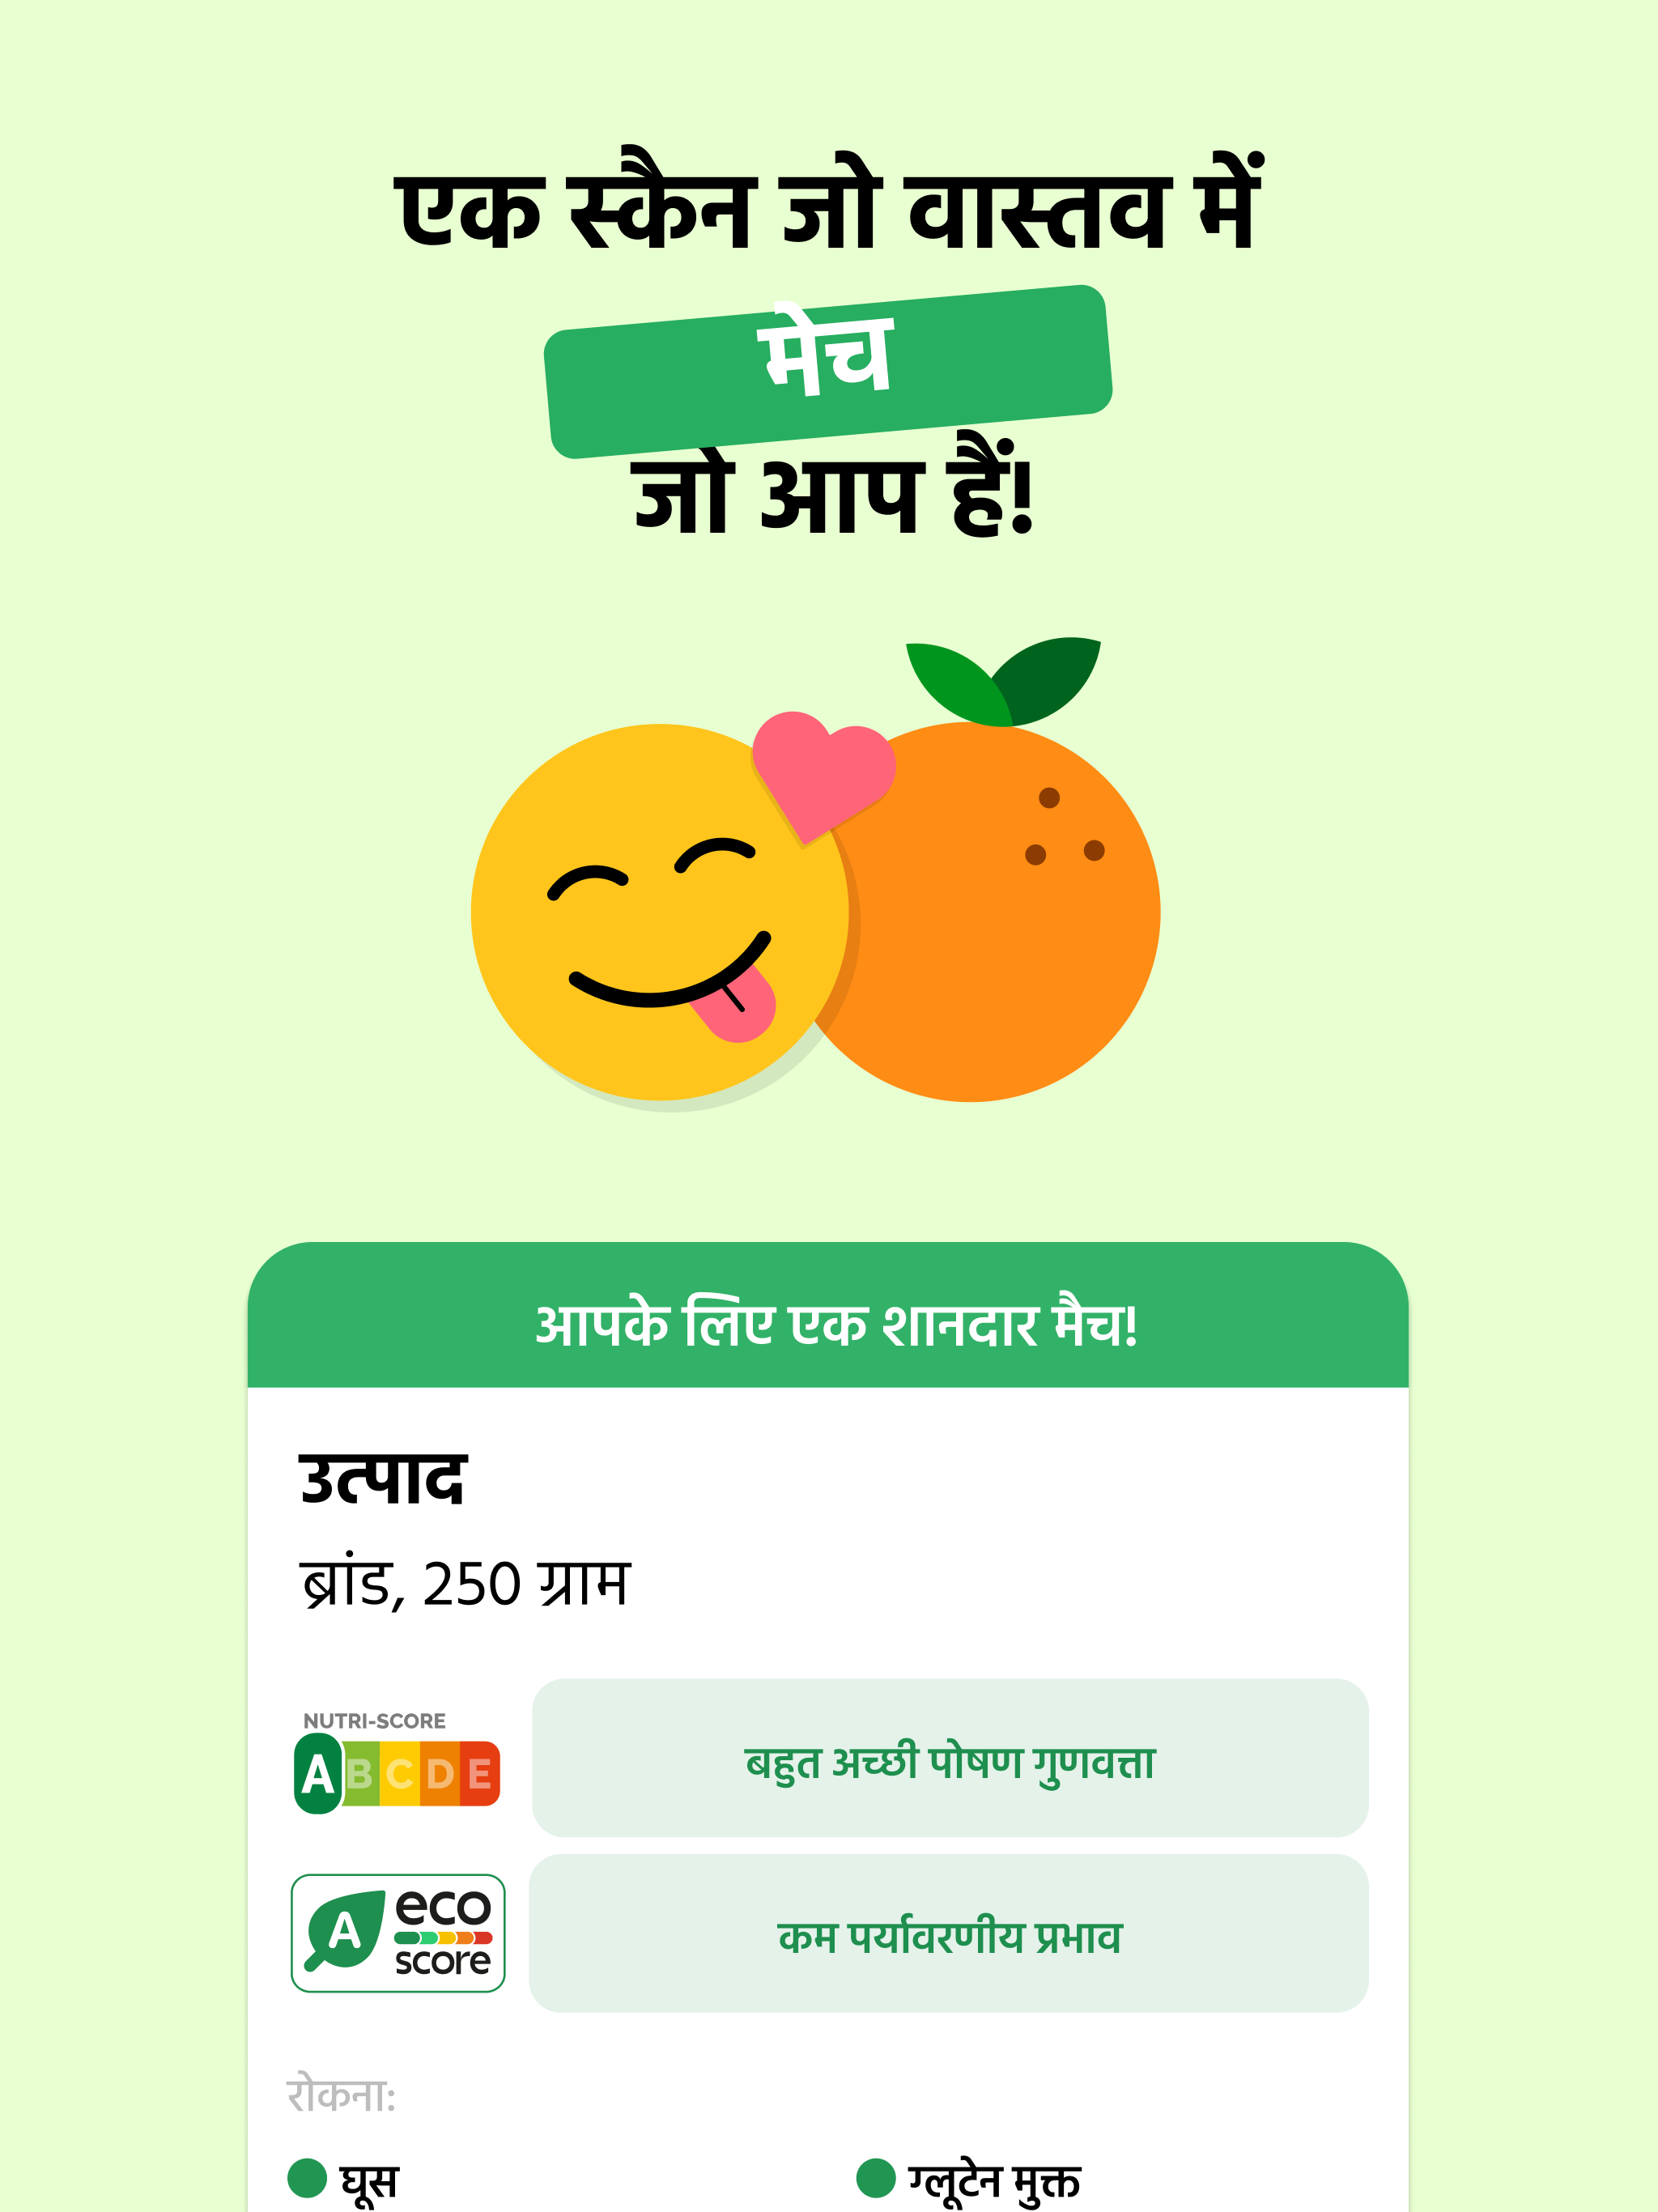 एक स्कैन जो वास्तव में
मेच
जो आप हैं!
आपके लिए एक शानदार मैच!
उत्पाद
ब्रांड, 250 ग्राम
NUTRI-SCORE
A B C D E
बहुत अच्छी पोषण गुणवत्ता
A eco score
कम पर्यावरणीय प्रभाव
रोकना:
घूस
ग्लूटेन मुक्त